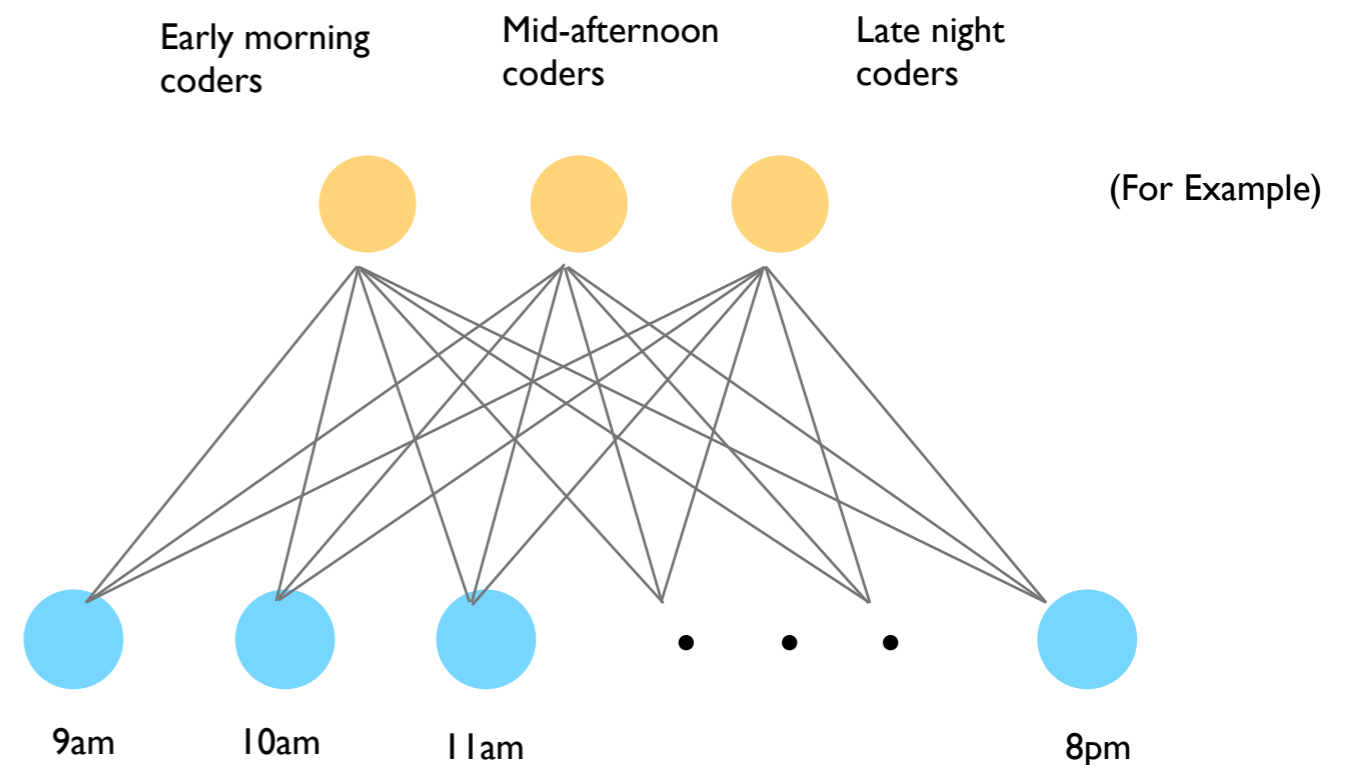 Early morning
coders
Mid-afternoon
coders
Late night
coders
(For Example)
9am
10am
11am
8pm